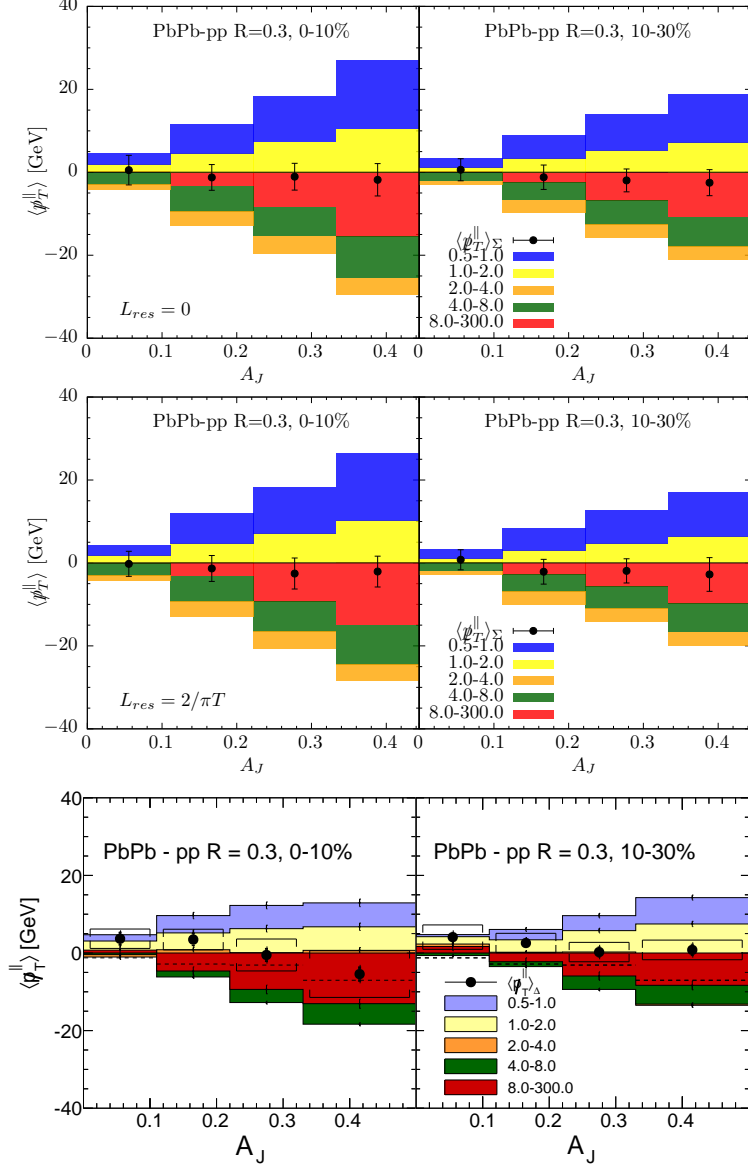 PbPb-pp R=0.3, 0-10%
PbPb-pp R=0.3, 10-30%
40
20
0
−20
−40
⟨p̸_T^∥⟩ [GeV]
L_res = 0
⟨p̸_T^∥⟩_Σ
0.5-1.0
1.0-2.0
2.0-4.0
4.0-8.0
8.0-300.0
0 0.1 0.2 0.3 0.4 0 0.1 0.2 0.3 0.4
A_J A_J
PbPb-pp R=0.3, 0-10%
PbPb-pp R=0.3, 10-30%
40
20
0
−20
−40
⟨p̸_T^∥⟩ [GeV]
L_res = 2/πT
⟨p̸_T^∥⟩_Σ
0.5-1.0
1.0-2.0
2.0-4.0
4.0-8.0
8.0-300.0
0 0.1 0.2 0.3 0.4 0 0.1 0.2 0.3 0.4
A_J A_J
PbPb - pp R = 0.3, 0-10%
PbPb - pp R = 0.3, 10-30%
40
20
0
-20
-40
⟨p̸_T^∥⟩ [GeV]
⟨p̸_T^∥⟩_Δ
0.5-1.0
1.0-2.0
2.0-4.0
4.0-8.0
8.0-300.0
0.1 0.2 0.3 0.4 0.1 0.2 0.3 0.4
A_J A_J